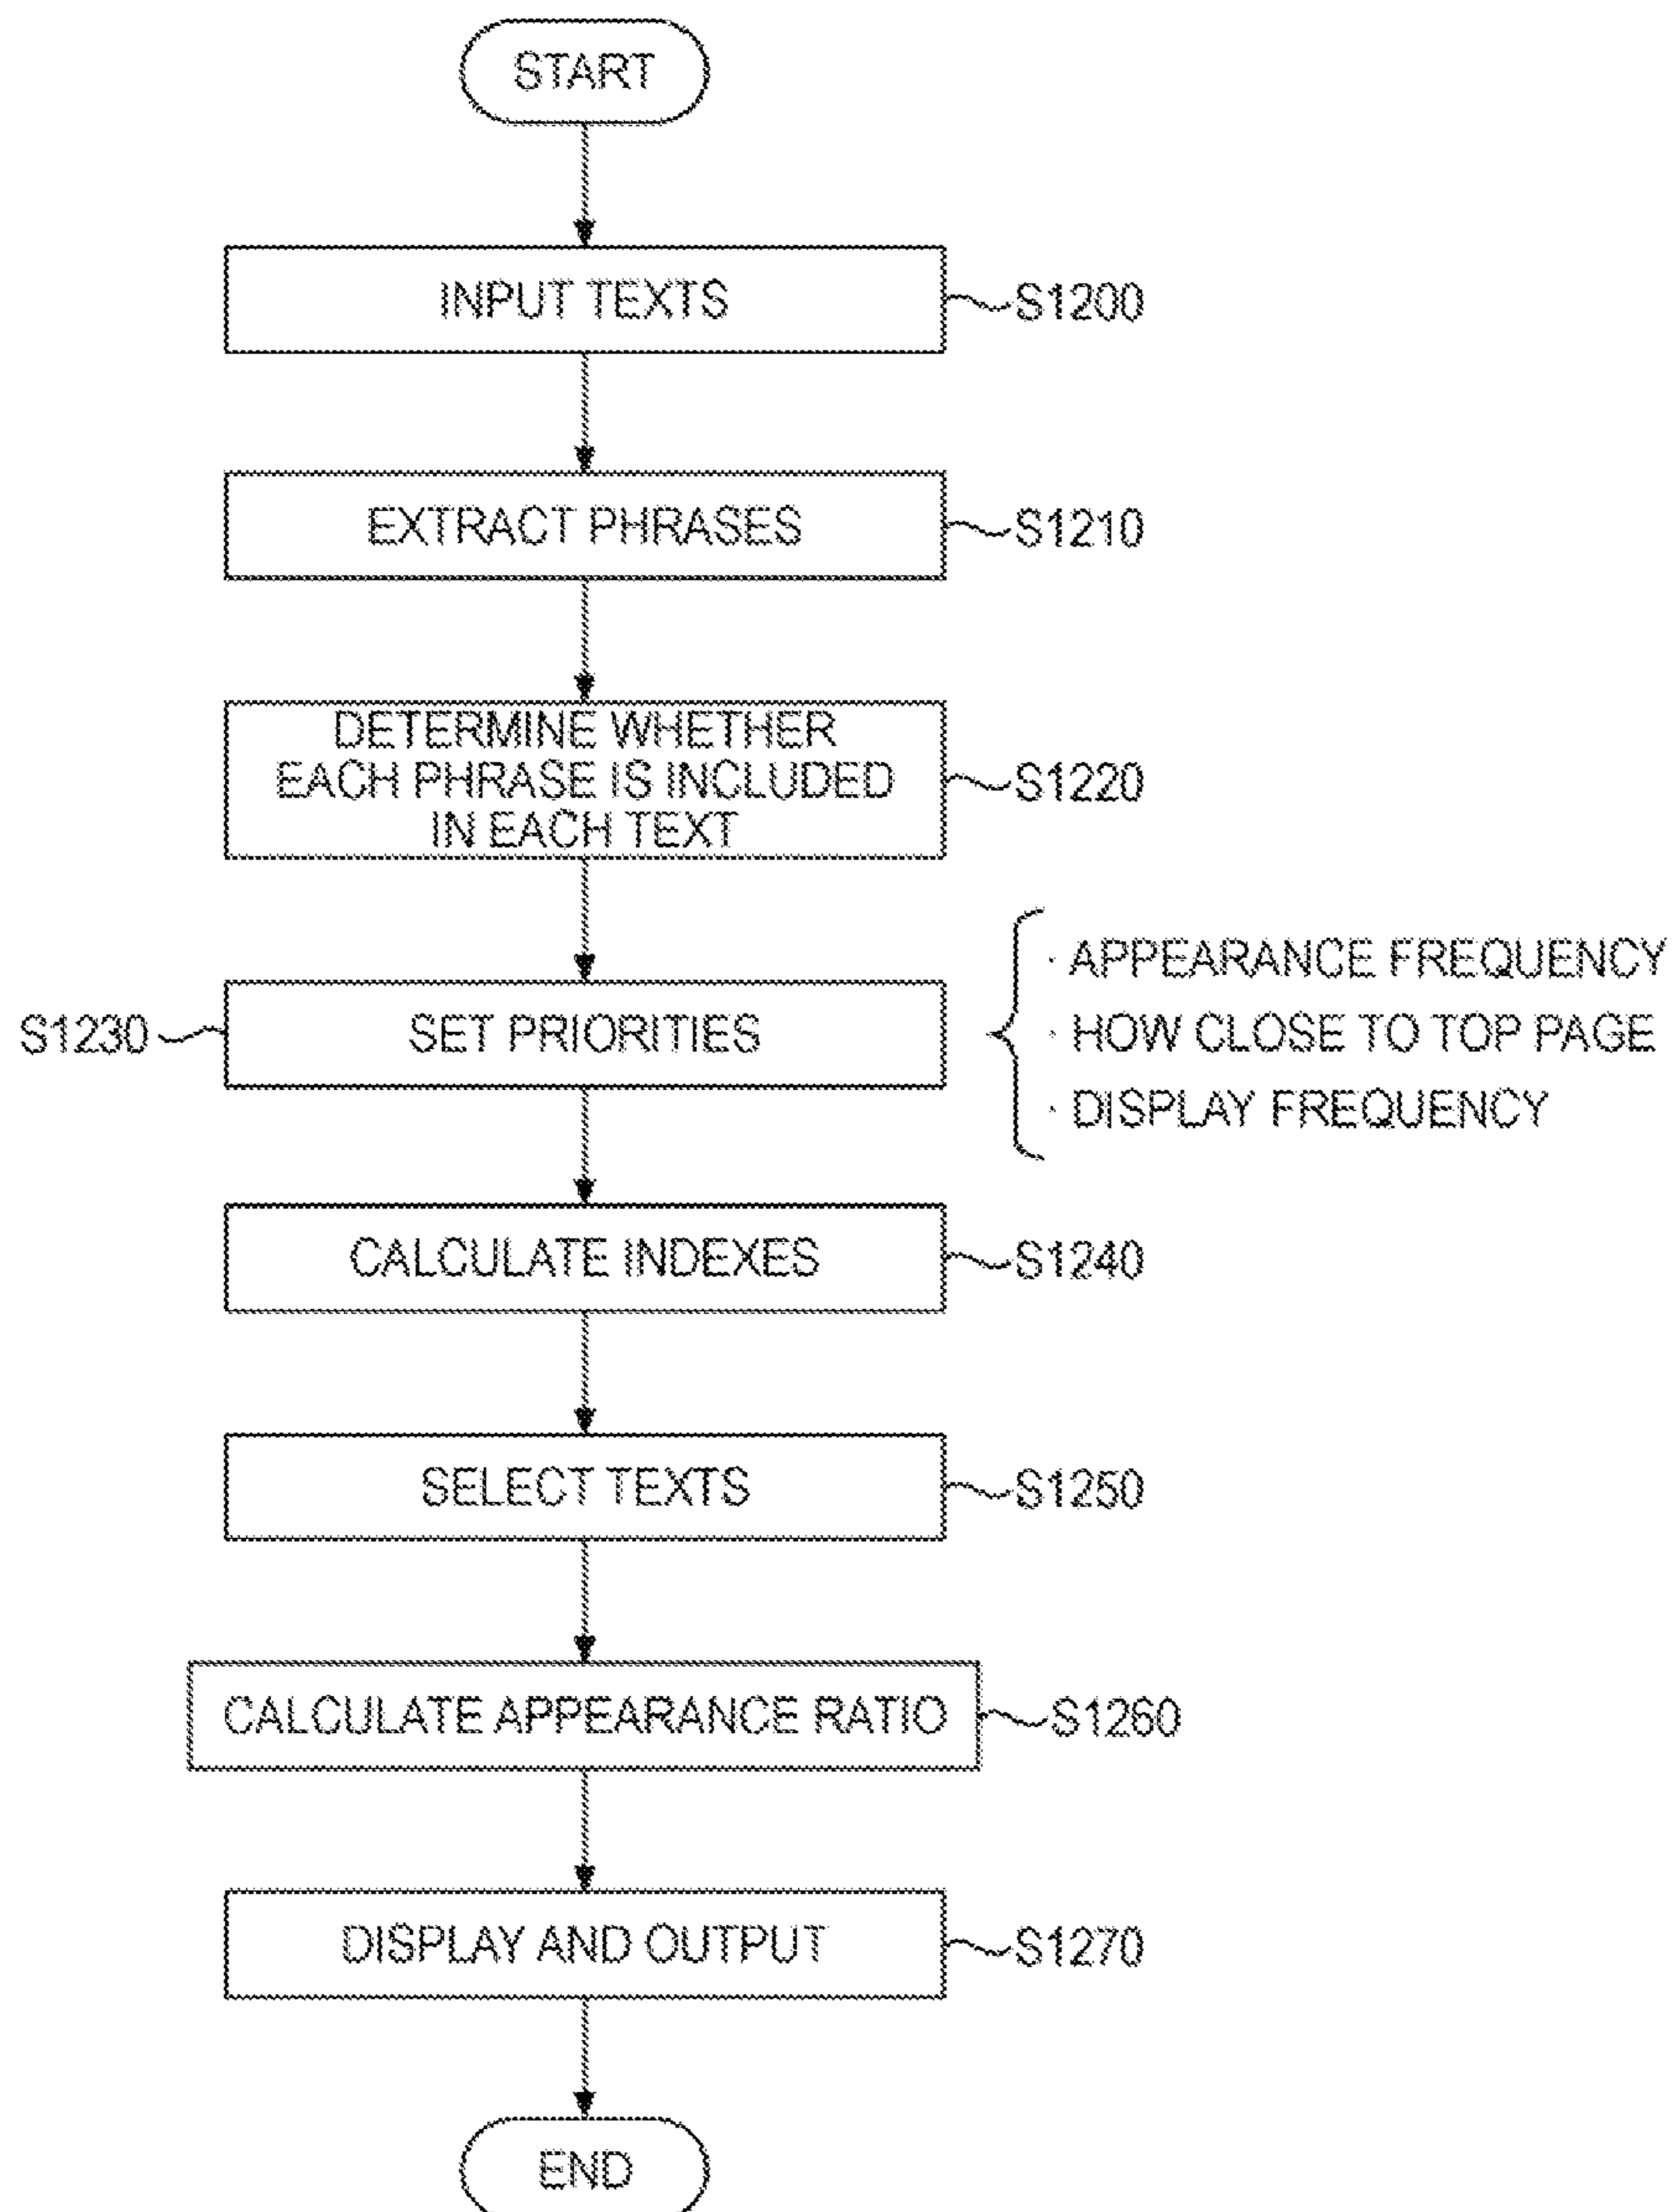 START
INPUT TEXTS
S1200
EXTRACT PHRASES
S1210
DETERMINE WHETHER
EACH PHRASE IS INCLUDED
IN EACH TEXT
S1220
S1230
SET PRIORITIES
· APPEARANCE FREQUENCY
· HOW CLOSE TO TOP PAGE
· DISPLAY FREQUENCY
CALCULATE INDEXES
S1240
SELECT TEXTS
S1250
CALCULATE APPEARANCE RATIO
S1260
DISPLAY AND OUTPUT
S1270
END